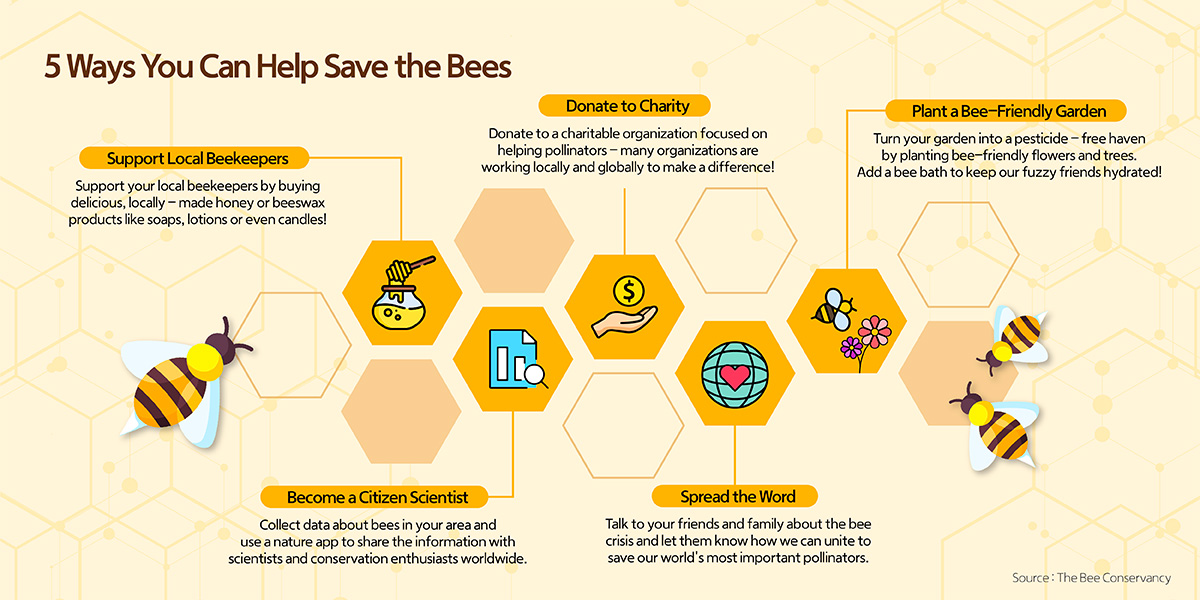 5 Ways You Can Help Save the Bees
Support Local Beekeepers
Support your local beekeepers by buying
delicious, locally – made honey or beeswax
products like soaps, lotions or even candles!
Become a Citizen Scientist
Collect data about bees in your area and
use a nature app to share the information with
scientists and conservation enthusiasts worldwide.
Donate to Charity
Donate to a charitable organization focused on
helping pollinators – many organizations are
working locally and globally to make a difference!
$
Spread the Word
Talk to your friends and family about the bee
crisis and let them know how we can unite to
save our world's most important pollinators.
Plant a Bee–Friendly Garden
Turn your garden into a pesticide – free haven
by planting bee–friendly flowers and trees.
Add a bee bath to keep our fuzzy friends hydrated!
Source : The Bee Conservancy